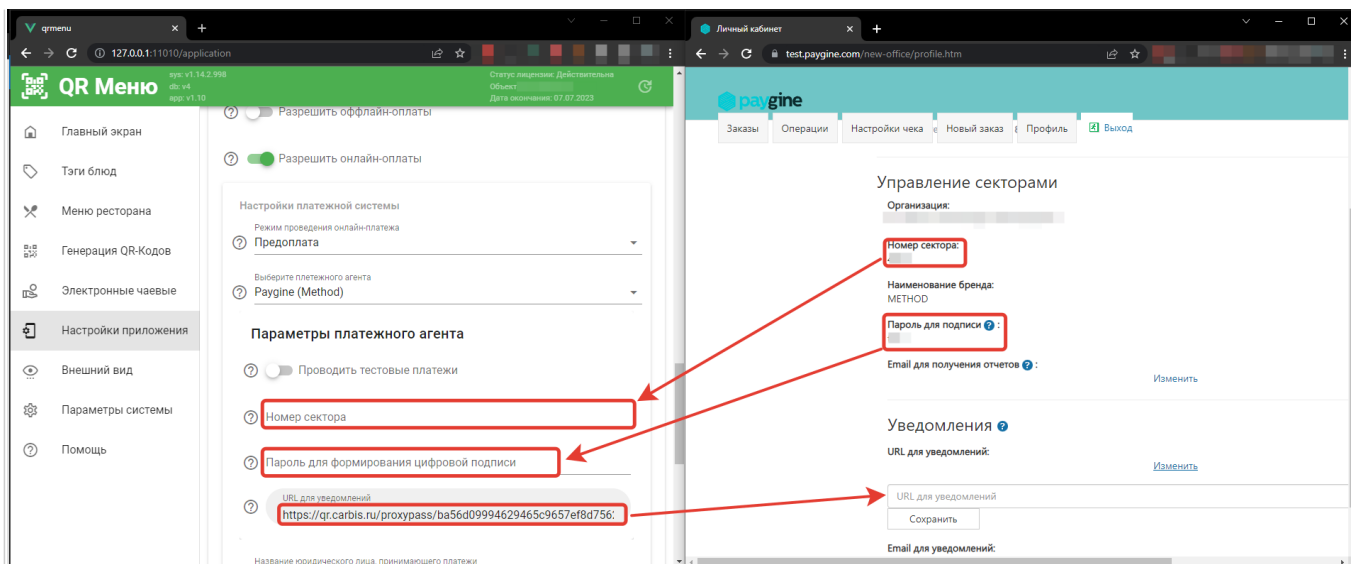 qrmenu
127.0.0.1:11010/application
QR Меню
sys: v1.14.2.998
db: v4
app: v1.10
Статус лицензии: Действительна
Объект
Дата окончания: 07.07.2023
Главный экран
Тэги блюд
Меню ресторана
Генерация QR-Кодов
Электронные чаевые
Настройки приложения
Внешний вид
Параметры системы
Помощь
Разрешить оффлайн-оплаты
Разрешить онлайн-оплаты
Настройки платежной системы
Режим проведения онлайн-платежа
Предоплата
Выберите плетежного агента
Paygine (Method)
Параметры платежного агента
Проводить тестовые платежи
Номер сектора
Пароль для формирования цифровой подписи
URL для уведомлений
https://qr.carbis.ru/proxypass/ba56d09994629465c9657ef8d756
Название юридического лица, принимающего платежи
Личный кабинет
test.paygine.com/new-office/profile.htm
paygine
Заказы
Операции
Настройки чека
Новый заказ
Профиль
Выход
Управление секторами
Организация:
Номер сектора:
Наименование бренда:
METHOD
Пароль для подписи ? :
Email для получения отчетов ? :
Изменить
Уведомления ?
URL для уведомлений:
Изменить
URL для уведомлений
Сохранить
Email для уведомлений: